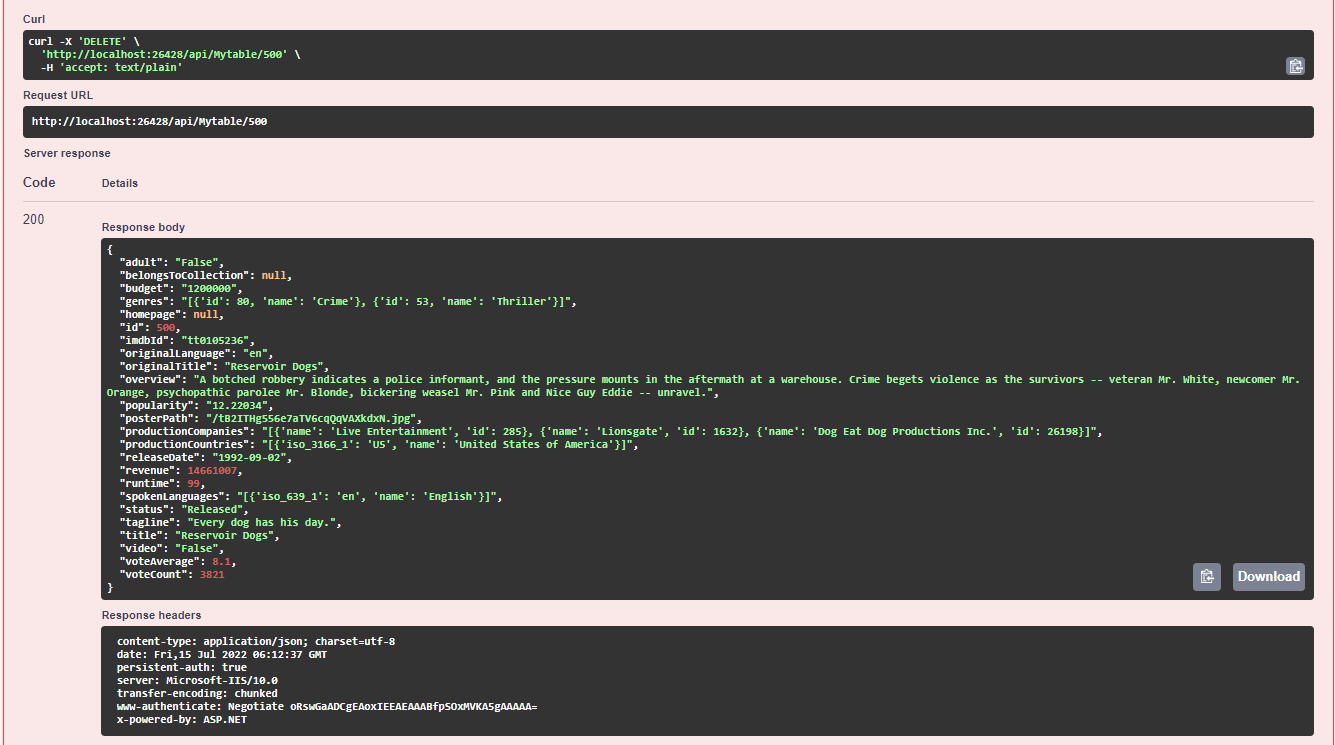 Curl
curl -X 'DELETE' \
  'http://localhost:26428/api/Mytable/500' \
  -H 'accept: text/plain'
Request URL
http://localhost:26428/api/Mytable/500
Server response
Code Details
200
Response body
{
  "adult": "False",
  "belongsToCollection": null,
  "budget": "1200000",
  "genres": "[{'id': 80, 'name': 'Crime'}, {'id': 53, 'name': 'Thriller'}]",
  "homepage": null,
  "id": 500,
  "imdbId": "tt0105236",
  "originalLanguage": "en",
  "originalTitle": "Reservoir Dogs",
  "overview": "A botched robbery indicates a police informant, and the pressure mounts in the aftermath at a warehouse. Crime begets violence as the survivors -- veteran Mr. White, newcomer Mr.
Orange, psychopathic parolee Mr. Blonde, bickering weasel Mr. Pink and Nice Guy Eddie -- unravel.",
  "popularity": "12.22034",
  "posterPath": "/tB2ITHg556e7aTV6cqQqVAXkdxN.jpg",
  "productionCompanies": "[{'name': 'Live Entertainment', 'id': 285}, {'name': 'Lionsgate', 'id': 1632}, {'name': 'Dog Eat Dog Productions Inc.', 'id': 26198}]",
  "productionCountries": "[{'iso_3166_1': 'US', 'name': 'United States of America'}]",
  "releaseDate": "1992-09-02",
  "revenue": 14661007,
  "runtime": 99,
  "spokenLanguages": "[{'iso_639_1': 'en', 'name': 'English'}]",
  "status": "Released",
  "tagline": "Every dog has his day.",
  "title": "Reservoir Dogs",
  "video": "False",
  "voteAverage": 8.1,
  "voteCount": 3821
}
Download
Response headers
content-type: application/json; charset=utf-8
date: Fri,15 Jul 2022 06:12:37 GMT
persistent-auth: true
server: Microsoft-IIS/10.0
transfer-encoding: chunked
www-authenticate: Negotiate oRswGaADCgEAoxIEEAEAAABfpSOxMVKA5gAAAAA=
x-powered-by: ASP.NET